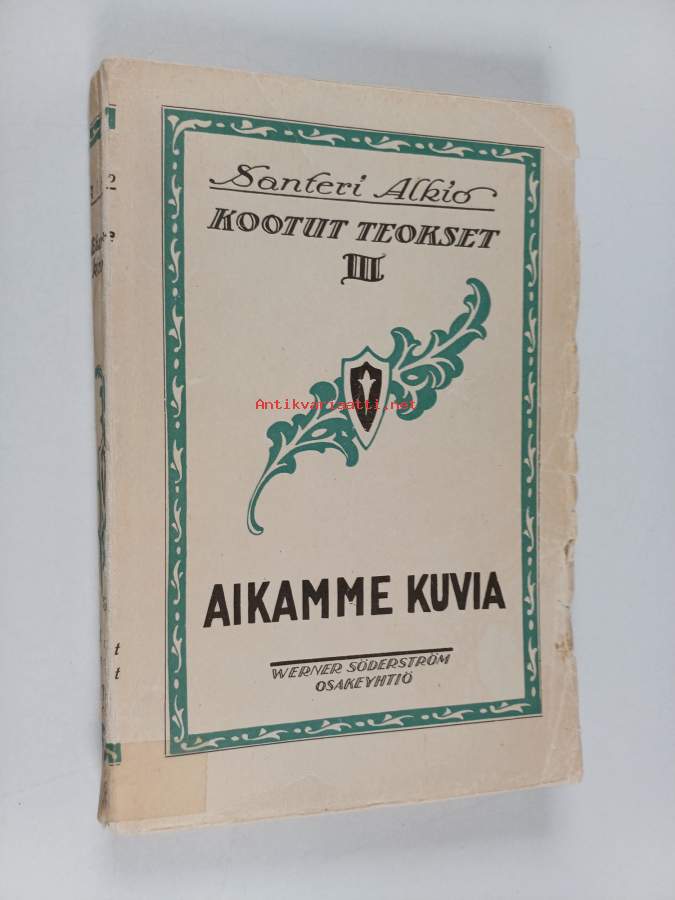 Santeri Alkio
KOOTUT TEOKSET
III
Antikvariaatti.net
AIKAMME KUVIA
WERNER SÖDERSTRÖM
OSAKEYHTIÖ